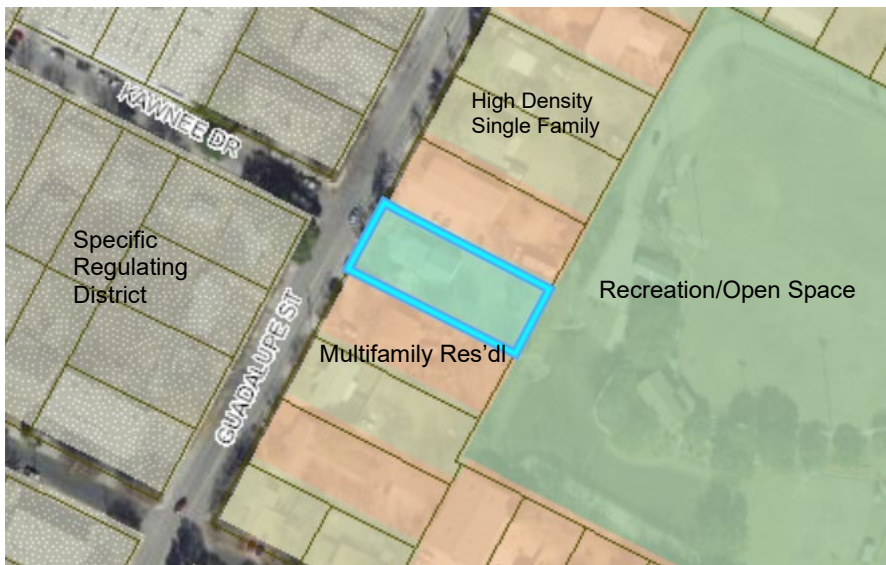 KAWNEE DR
High Density
Single Family
Specific
Regulating
District
Recreation/Open Space
GUADALUPE ST
Multifamily Res’dl